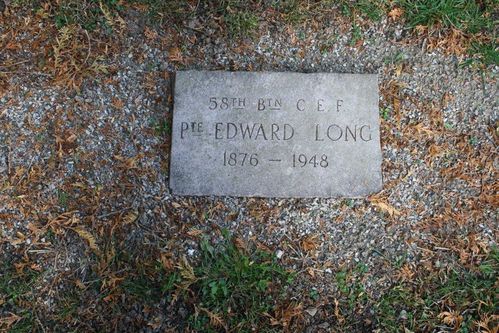 58TH BTN C.E.F.
PTE EDWARD LONG
1876 - 1948